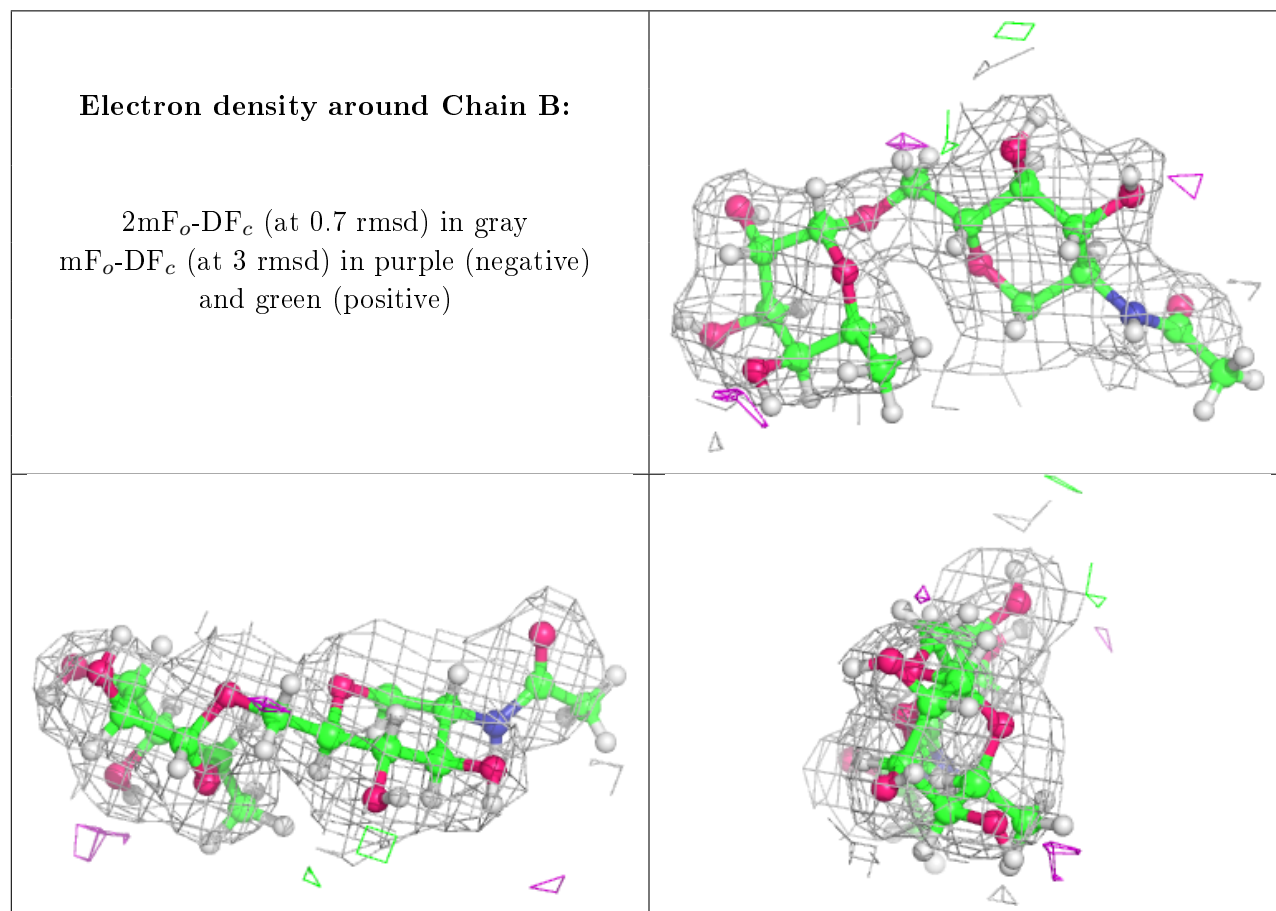 Electron density around Chain B:
2mFₒ-DF𝒸 (at 0.7 rmsd) in gray
mFₒ-DF𝒸 (at 3 rmsd) in purple (negative)
and green (positive)